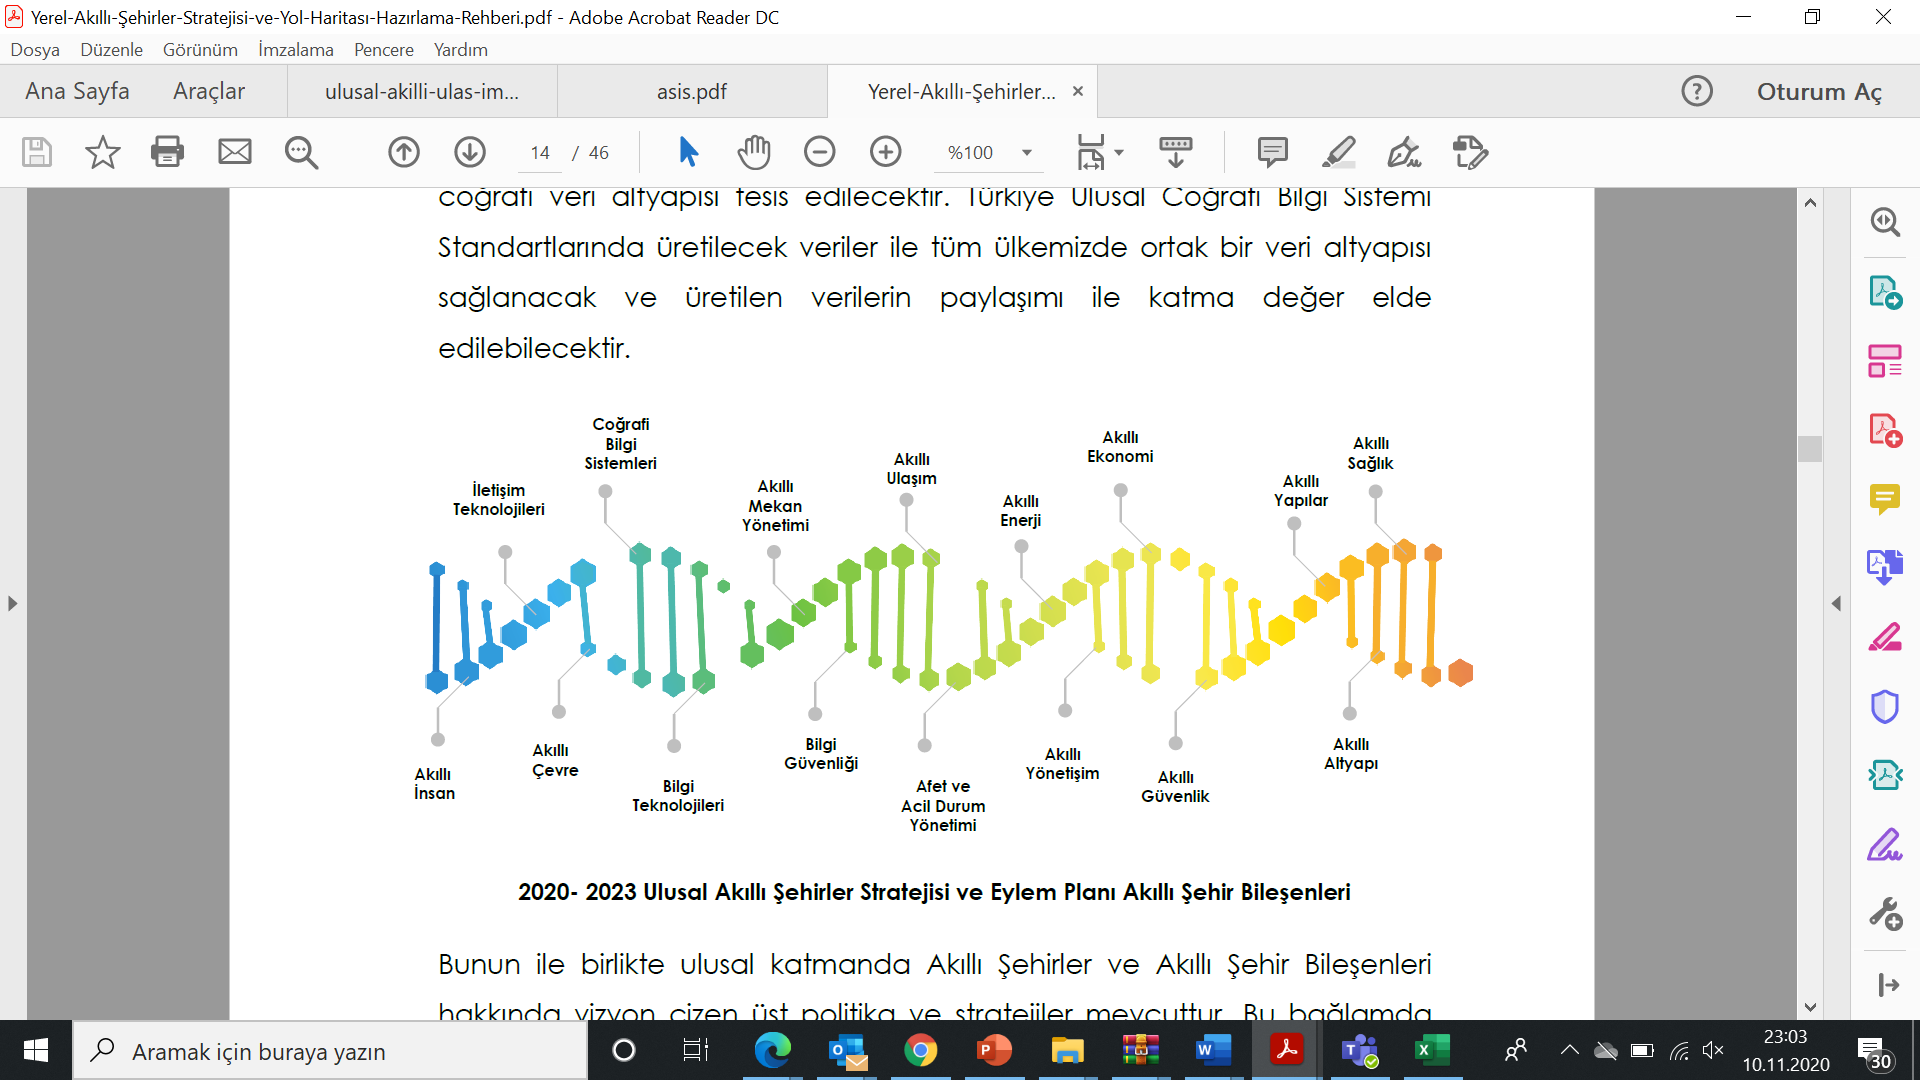 Yerel-Akıllı-Şehirler-Stratejisi-ve-Yol-Haritası-Hazırlama-Rehberi.pdf - Adobe Acrobat Reader DC
Dosya Düzenle Görünüm İmzalama Pencere Yardım
Ana Sayfa Araçlar ulusal-akilli-ulas-im... asis.pdf Yerel-Akıllı-Şehirler... × ? Oturum Aç
14 / 46 %100
coğrafi veri altyapısı tesis edilecektir. Türkiye Ulusal Coğrafi Bilgi Sistemi
Standartlarında üretilecek veriler ile tüm ülkemizde ortak bir veri altyapısı
sağlanacak ve üretilen verilerin paylaşımı ile katma değer elde
edilebilecektir.
İletişim
Teknolojileri
Coğrafi
Bilgi
Sistemleri
Akıllı
Mekan
Yönetimi
Akıllı
Ulaşım
Akıllı
Enerji
Akıllı
Ekonomi
Akıllı
Yapılar
Akıllı
Sağlık
Akıllı
İnsan
Akıllı
Çevre
Bilgi
Teknolojileri
Bilgi
Güvenliği
Afet ve
Acil Durum
Yönetimi
Akıllı
Yönetişim
Akıllı
Güvenlik
Akıllı
Altyapı
2020- 2023 Ulusal Akıllı Şehirler Stratejisi ve Eylem Planı Akıllı Şehir Bileşenleri
Bunun ile birlikte ulusal katmanda Akıllı Şehirler ve Akıllı Şehir Bileşenleri
hakkında vizyon çizen üst politika ve stratejiler mevcuttur. Bu bağlamda
Aramak için buraya yazın
23:03
10.11.2020
30